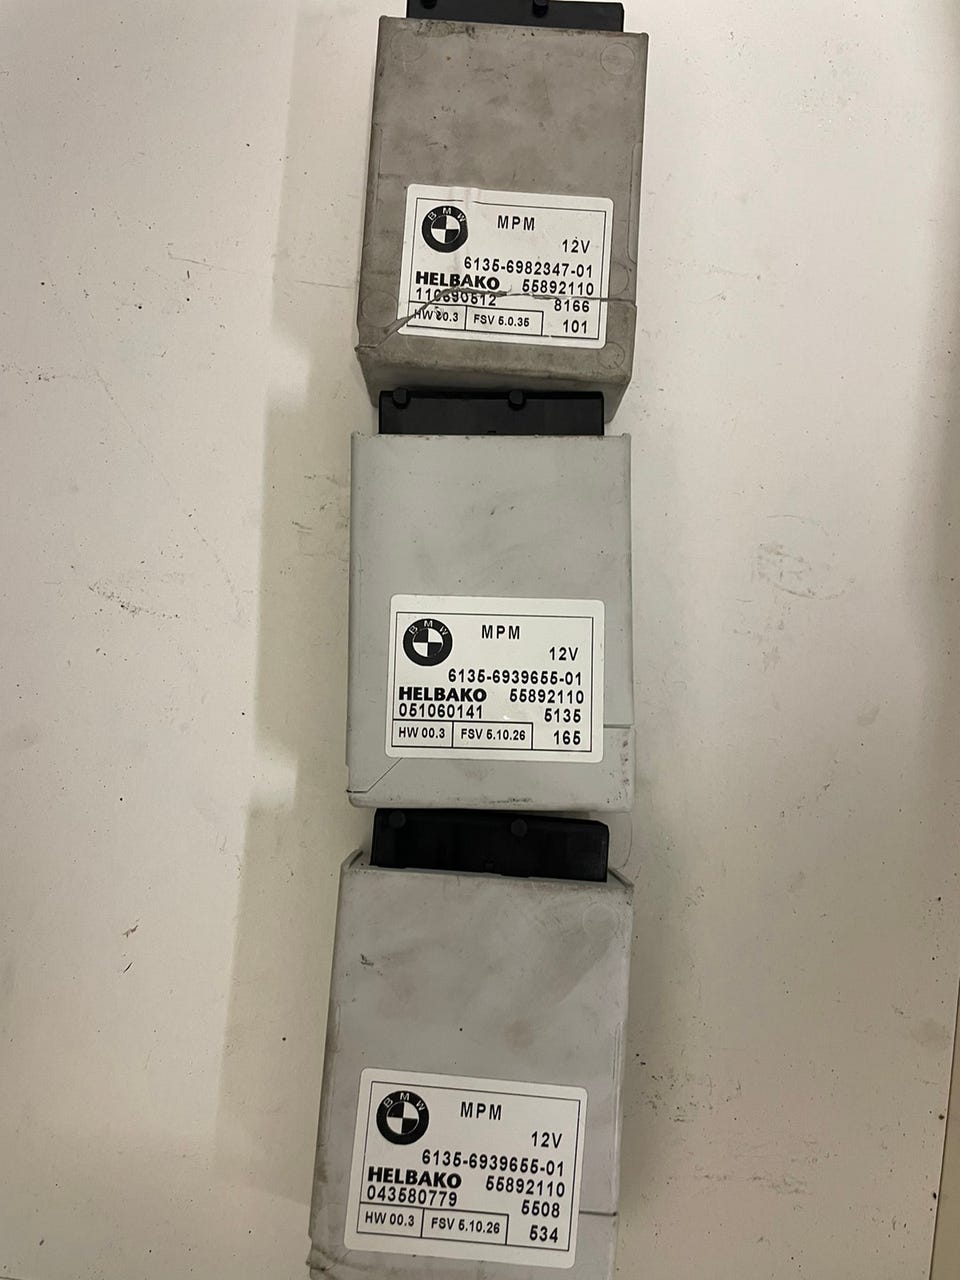 BMW
MPM
12V
6135-6982347-01
HELBAKO 55892110
110690512 8166
HW 00.3 FSV 5.0.35 101
BMW
MPM
12V
6135-6939655-01
HELBAKO 55892110
051060141 5135
HW 00.3 FSV 5.10.26 165
BMW
MPM
12V
6135-6939655-01
HELBAKO 55892110
043580779 5508
HW 00.3 FSV 5.10.26 534